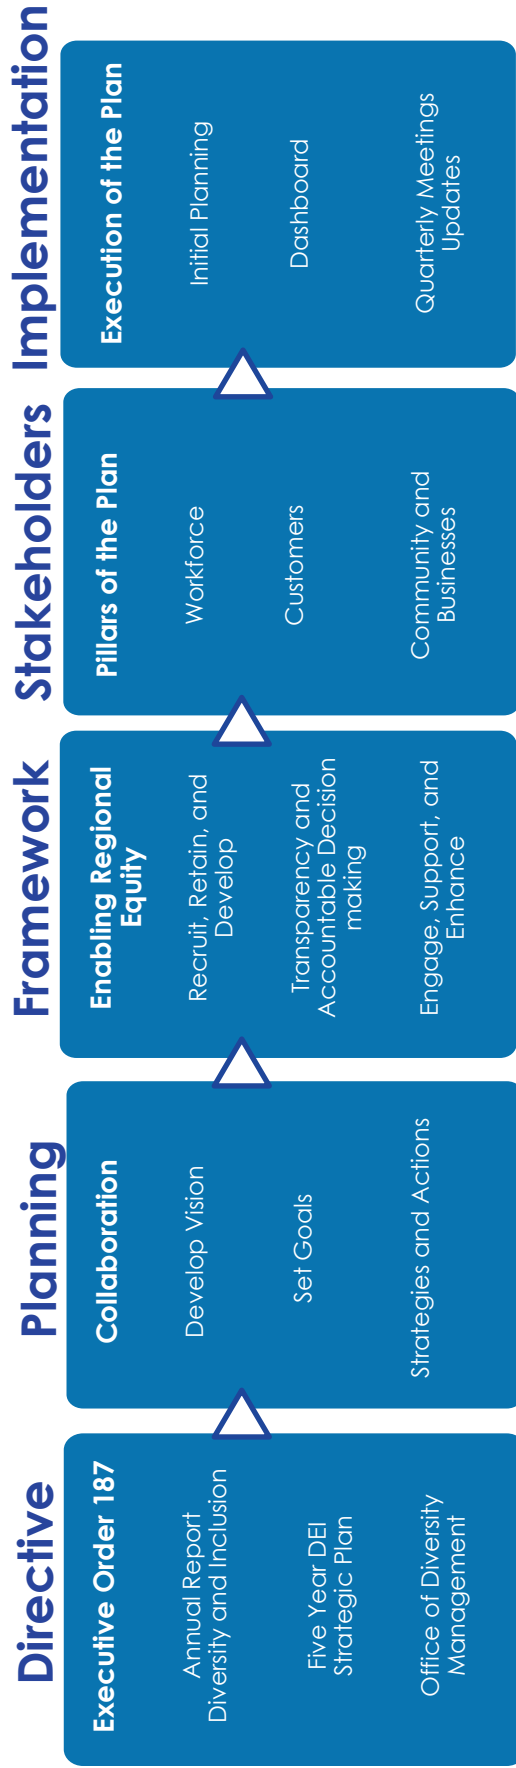 Directive
Executive Order 187
Annual Report
Diversity and Inclusion
Five Year DEI
Strategic Plan
Office of Diversity
Management
Planning
Collaboration
Develop Vision
Set Goals
Strategies and Actions
Framework
Enabling Regional
Equity
Recruit, Retain, and
Develop
Transparency and
Accountable Decision
making
Engage, Support, and
Enhance
Stakeholders
Pillars of the Plan
Workforce
Customers
Community and
Businesses
Implementation
Execution of the Plan
Initial Planning
Dashboard
Quarterly Meetings
Updates